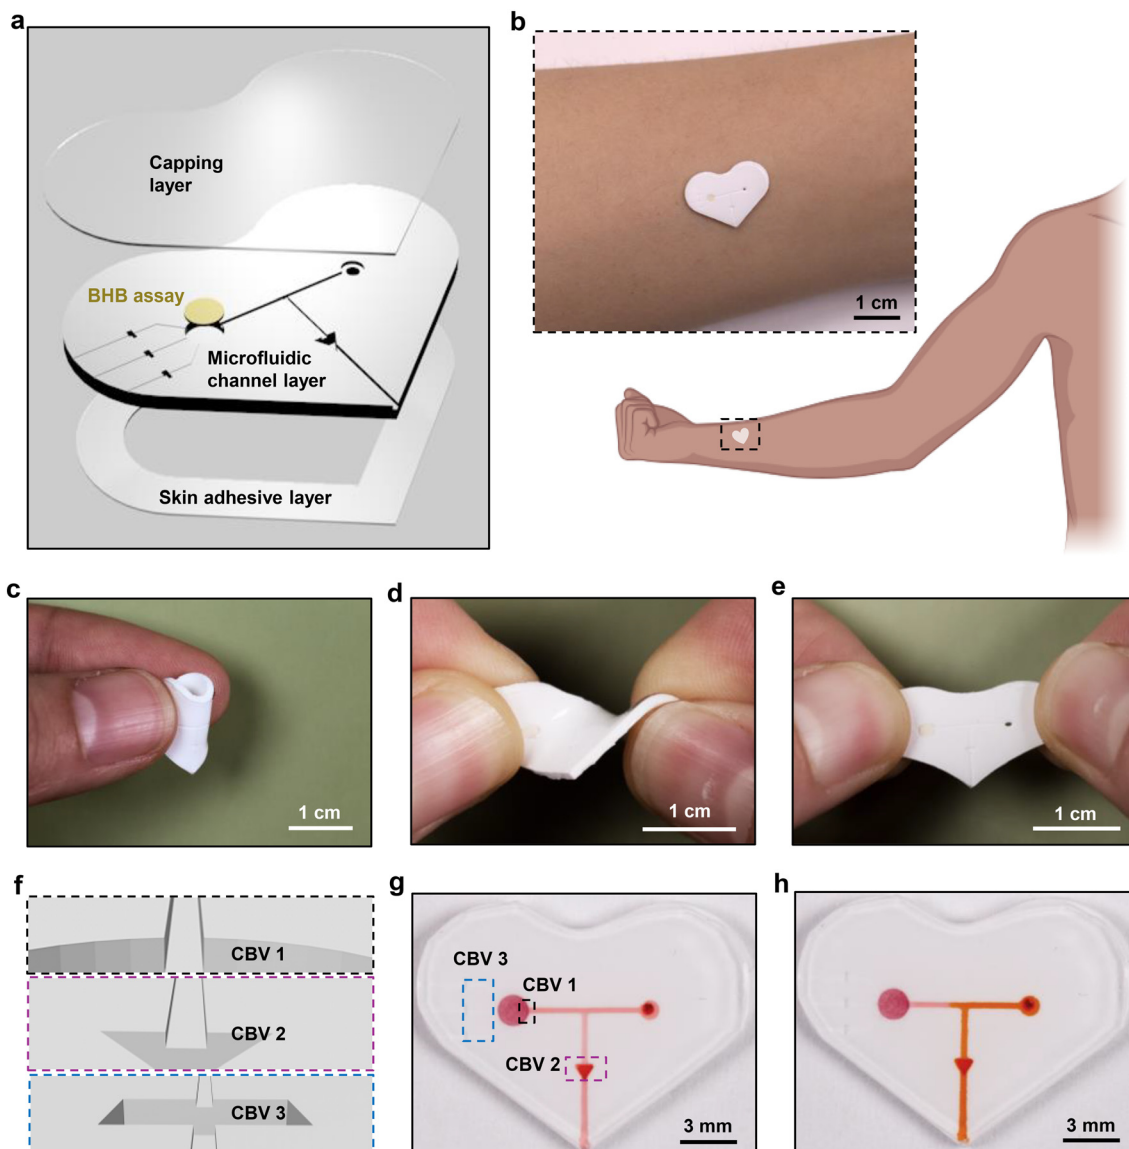 a
Capping
layer
BHB assay
Microfluidic
channel layer
Skin adhesive layer
b
1 cm
c
1 cm
d
1 cm
e
1 cm
f
CBV 1
CBV 2
CBV 3
g
CBV 3
CBV 1
CBV 2
3 mm
h
3 mm